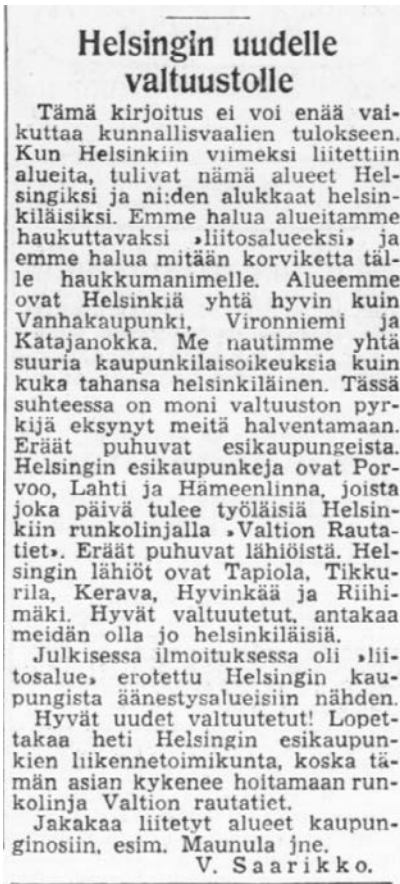 Helsingin uudelle
valtuustolle
Tämä kirjoitus ei voi enää vai-
kuttaa kunnallisvaalien tulokseen.
Kun Helsinkiin viimeksi liitettiin
alueita, tulivat nämä alueet Hel-
singiksi ja ni:den alukkaat helsin-
kiläisiksi. Emme halua alueitamme
haukuttavaksi »liitosalueeksi» ja
emme halua mitään korviketta täl-
le haukkumanimelle. Alueemme
ovat Helsinkiä yhtä hyvin kuin
Vanhakaupunki, Vironniemi ja
Katajanokka. Me nautimme yhtä
suuria kaupunkilaisoikeuksia kuin
kuka tahansa helsinkiläinen. Tässä
suhteessa on moni valtuuston pyr-
kijä eksynyt meitä halventamaan.
Eräät puhuvat esikaupungeista.
Helsingin esikaupunkeja ovat Por-
voo, Lahti ja Hämeenlinna, joista
joka päivä tulee työläisiä Helsin-
kiin runkolinjalla »Valtion Rauta-
tiet». Eräät puhuvat lähiöistä. Hel-
singin lähiöt ovat Tapiola, Tikku-
rila, Kerava, Hyvinkää ja Riihi-
mäki. Hyvät valtuutetut, antakaa
meidän olla jo helsinkiläisiä.
Julkisessa ilmoituksessa oli »lii-
tosalue» erotettu Helsingin kau-
pungista äänestysalueisiin nähden.
Hyvät uudet valtuutetut! Lopet-
takaa heti Helsingin esikaupun-
kien liikennetoimikunta, koska tä-
män asian kykenee hoitamaan run-
kolinja Valtion rautatiet.
Jakakaa liitetyt alueet kaupun-
ginosiin, esim. Maunula jne.
V. Saarikko.